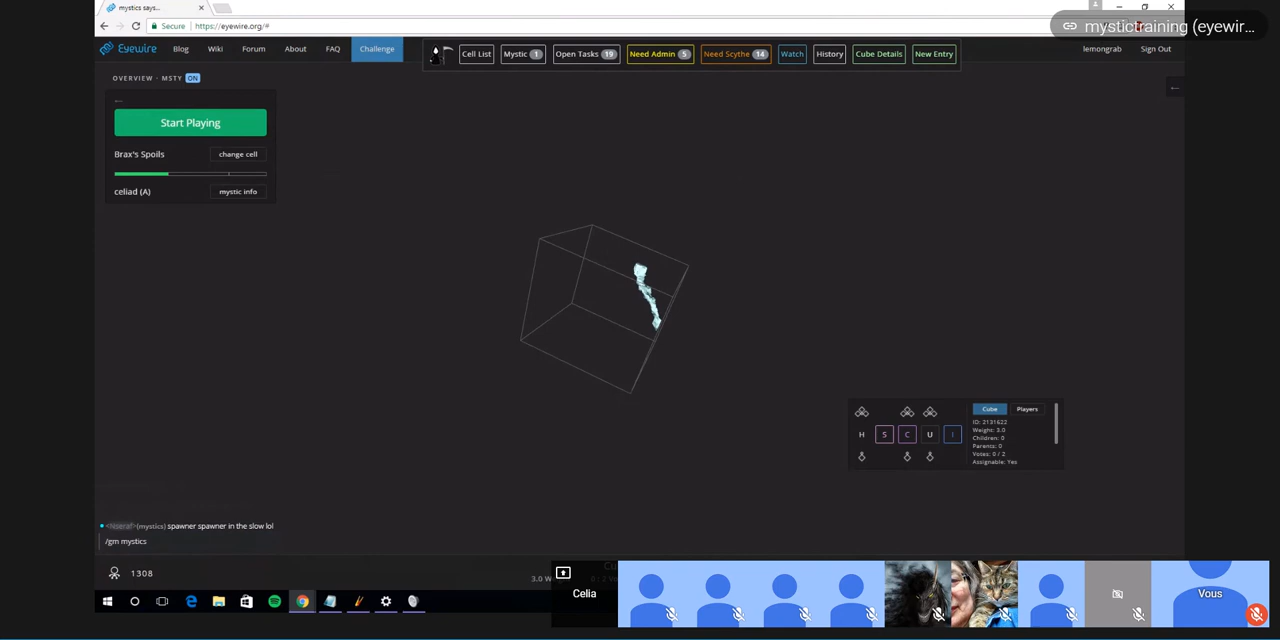 mystics says...
Secure https://eyewire.org/#
mystictraining (eyewir...
Eyewire Blog Wiki Forum About FAQ Challenge
Cell List Mystic 1 Open Tasks 19 Need Admin 5 Need Scythe 14 Watch History Cube Details New Entry
lemongrab Sign Out
OVERVIEW · MSTY ON
Start Playing
Brax's Spoils change cell
celiad (A) mystic info
Cube Players
H S C U I
ID: 2131622
Weight: 3.0
Children: 0
Parents: 0
Votes: 0 / 2
Assignable: Yes
<Nseraf>(mystics) spawner spawner in the slow lol
/gm mystics
1308
Celia
Vous